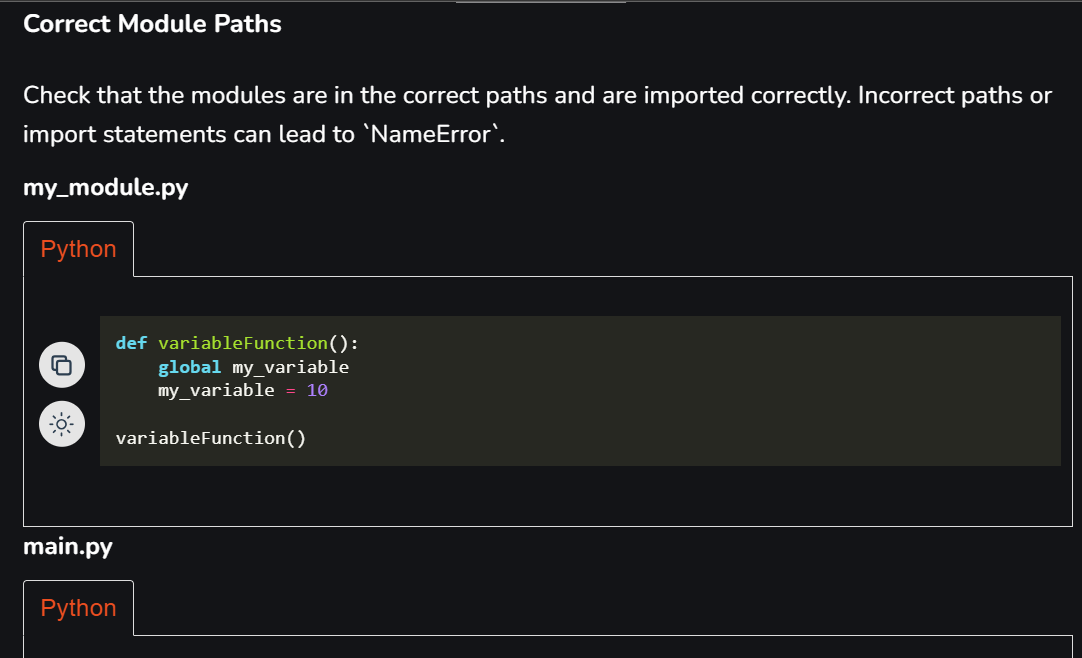 Correct Module Paths
Check that the modules are in the correct paths and are imported correctly. Incorrect paths or
import statements can lead to `NameError`.
my_module.py
Python
def variableFunction():
    global my_variable
    my_variable = 10
variableFunction()
main.py
Python